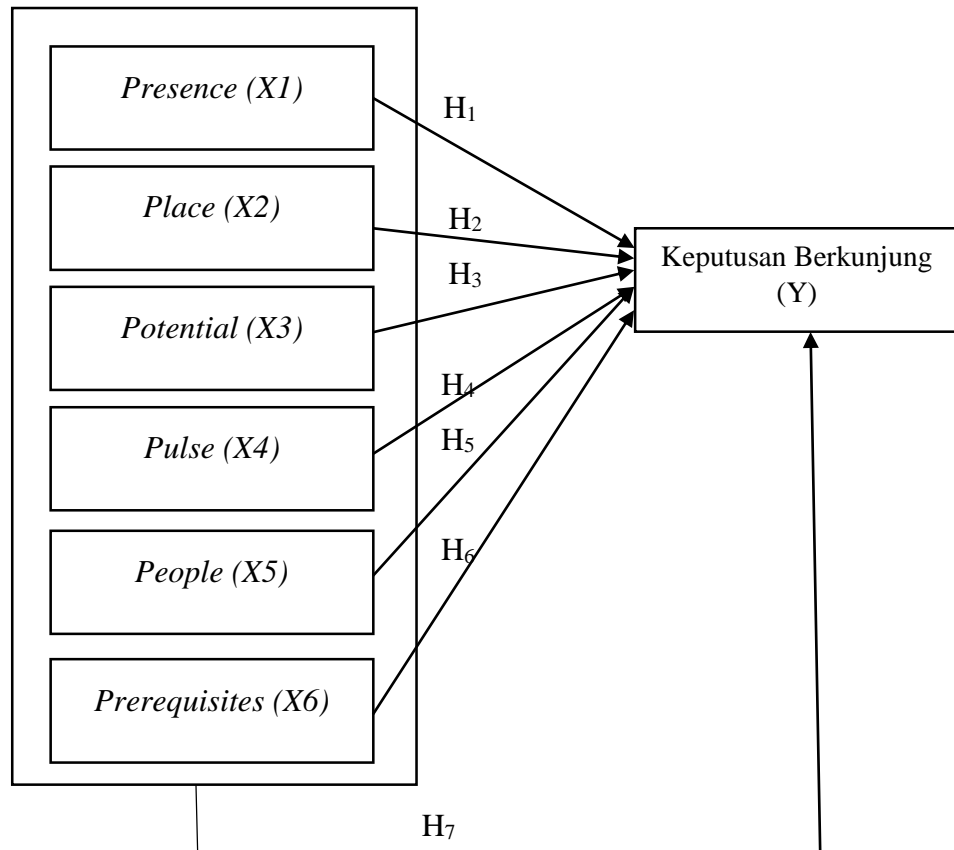 Presence (X1)
H₁
Place (X2)
H₂
Keputusan Berkunjung
(Y)
H₃
Potential (X3)
H₄
Pulse (X4)
H₅
People (X5)
H₆
Prerequisites (X6)
H₇